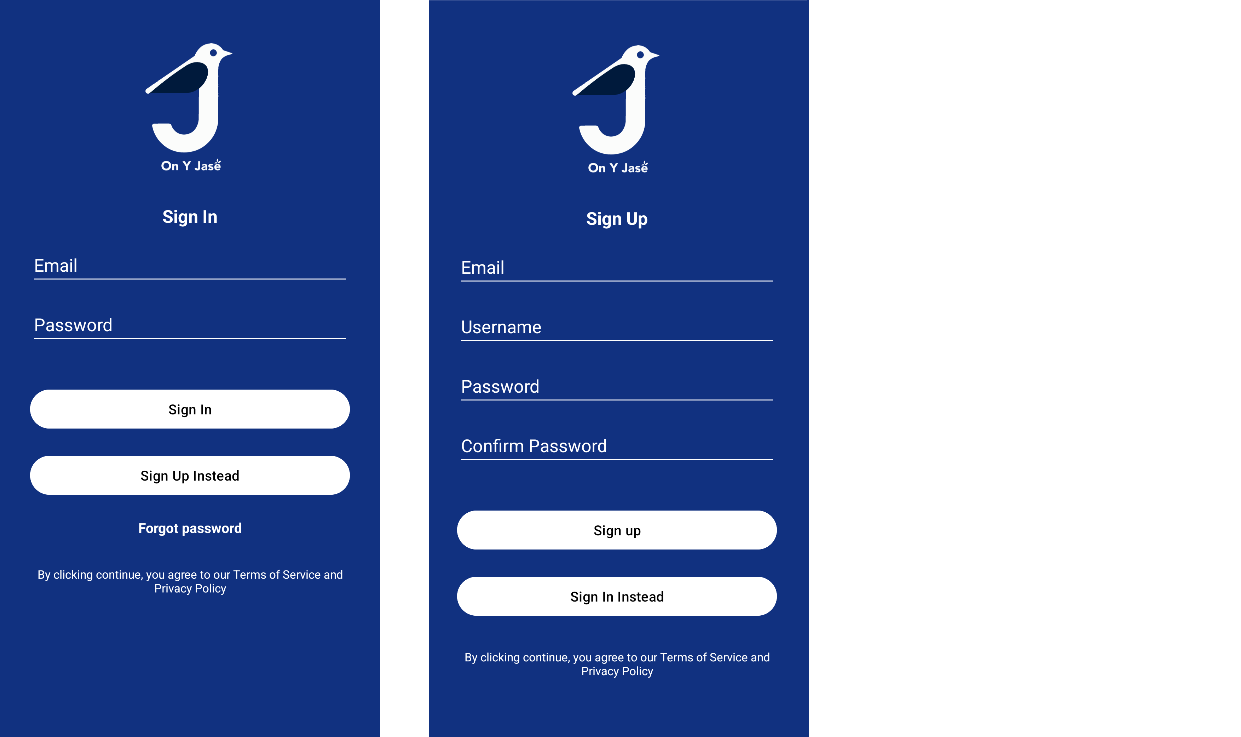 On Y Jasé
Sign In
Email
Password
Sign In
Sign Up Instead
Forgot password
By clicking continue, you agree to our Terms of Service and
Privacy Policy
On Y Jasé
Sign Up
Email
Username
Password
Confirm Password
Sign up
Sign In Instead
By clicking continue, you agree to our Terms of Service and
Privacy Policy